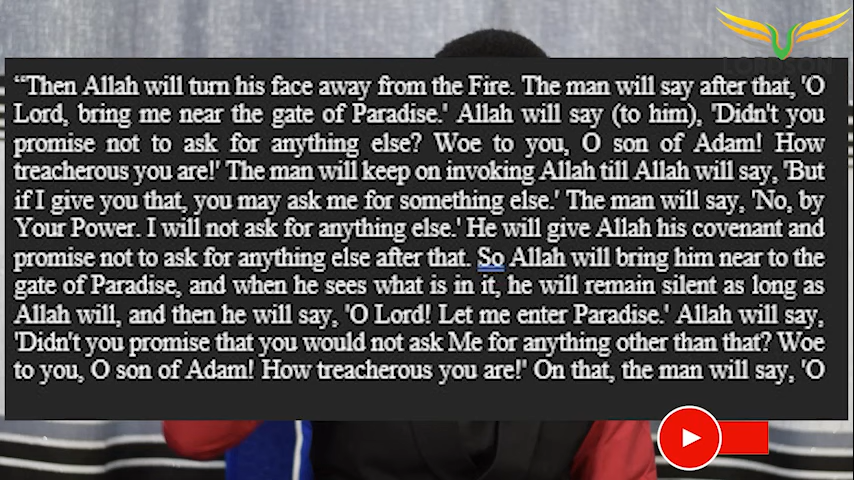 LORDSON
“Then Allah will turn his face away from the Fire. The man will say after that, 'O
Lord, bring me near the gate of Paradise.' Allah will say (to him), 'Didn't you
promise not to ask for anything else? Woe to you, O son of Adam! How
treacherous you are!' The man will keep on invoking Allah till Allah will say, 'But
if I give you that, you may ask me for something else.' The man will say, 'No, by
Your Power. I will not ask for anything else.' He will give Allah his covenant and
promise not to ask for anything else after that. So Allah will bring him near to the
gate of Paradise, and when he sees what is in it, he will remain silent as long as
Allah will, and then he will say, 'O Lord! Let me enter Paradise.' Allah will say,
'Didn't you promise that you would not ask Me for anything other than that? Woe
to you, O son of Adam! How treacherous you are!' On that, the man will say, 'O